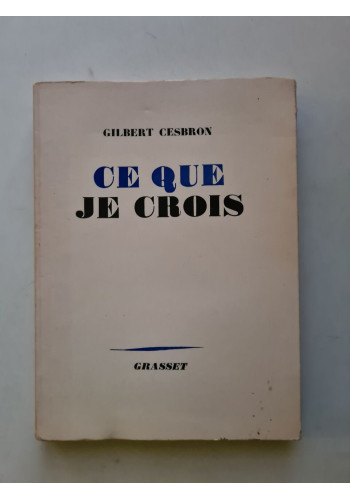 GILBERT CESBRON
CE QUE
JE CROIS
GRASSET